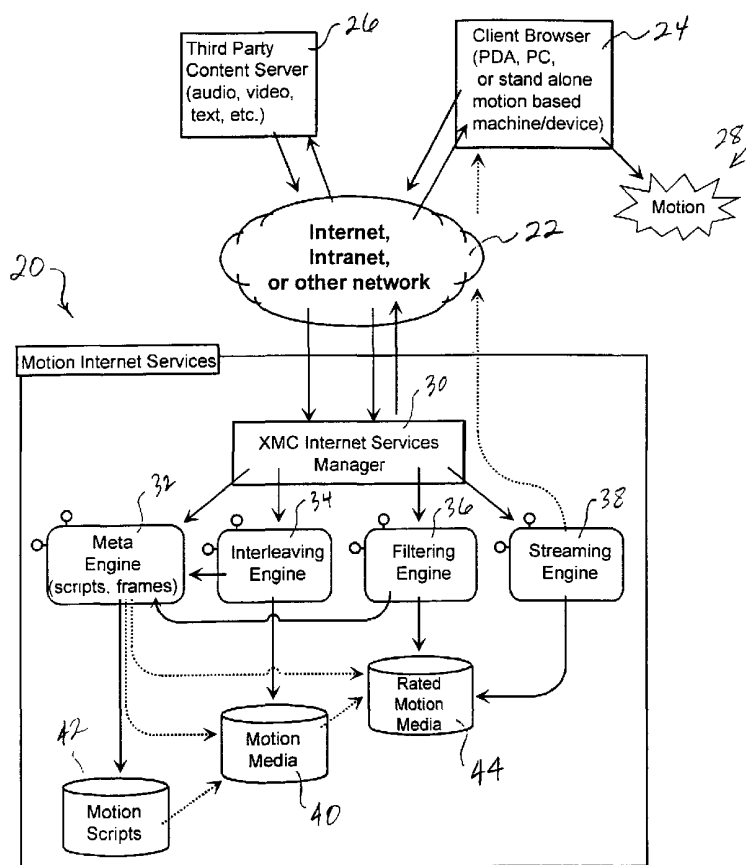 26
Third Party
Content Server
(audio, video,
text, etc.)
24
Client Browser
(PDA, PC,
or stand alone
motion based
machine/device)
28
Motion
Internet,
Intranet,
or other network
22
20
Motion Internet Services
30
XMC Internet Services
Manager
32
Meta
Engine
(scripts, frames)
34
Interleaving
Engine
36
Filtering
Engine
38
Streaming
Engine
42
Motion
Scripts
Motion
Media
40
Rated
Motion
Media
44